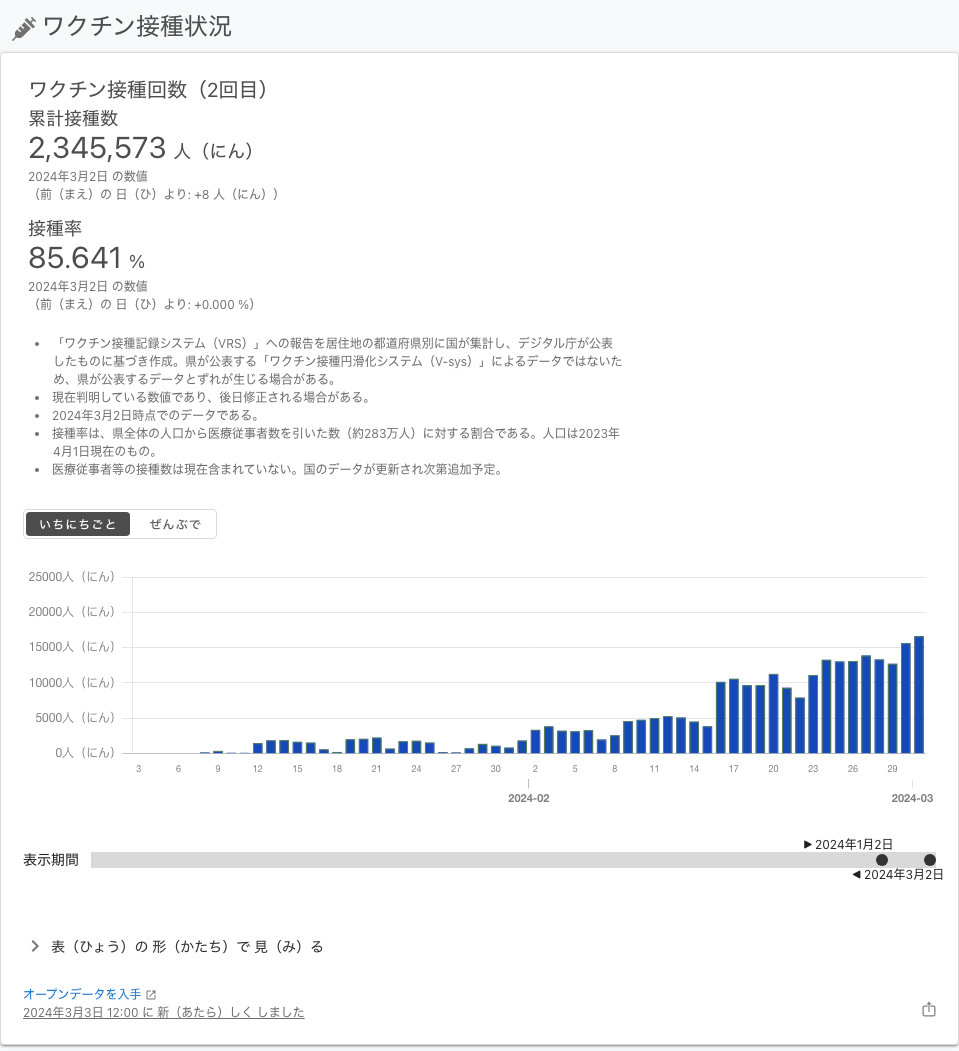 ワクチン接種状況
ワクチン接種回数（2回目）
累計接種数
2,345,573 人（にん）
2024年3月2日 の数値
（前（まえ）の 日（ひ）より: +8 人（にん））
接種率
85.641 %
2024年3月2日 の数値
（前（まえ）の 日（ひ）より: +0.000 %）
• 「ワクチン接種記録システム（VRS）」への報告を居住地の都道府県別に国が集計し、デジタル庁が公表
したものに基づき作成。県が公表する「ワクチン接種円滑化システム（V-sys）」によるデータではないた
め、県が公表するデータとずれが生じる場合がある。
• 現在判明している数値であり、後日修正される場合がある。
• 2024年3月2日時点でのデータである。
• 接種率は、県全体の人口から医療従事者数を引いた数（約283万人）に対する割合である。人口は2023年
4月1日現在のもの。
• 医療従事者等の接種数は現在含まれていない。国のデータが更新され次第追加予定。
いちにちごと ぜんぶで
25000人（にん）
20000人（にん）
15000人（にん）
10000人（にん）
5000人（にん）
0人（にん）
3 6 9 12 15 18 21 24 27 30 2 5 8 11 14 17 20 23 26 29
2024-02 2024-03
▶ 2024年1月2日
表示期間
◀ 2024年3月2日
表（ひょう）の 形（かたち）で 見（み）る
オープンデータを入手
2024年3月3日 12:00 に 新（あたら）しく しました